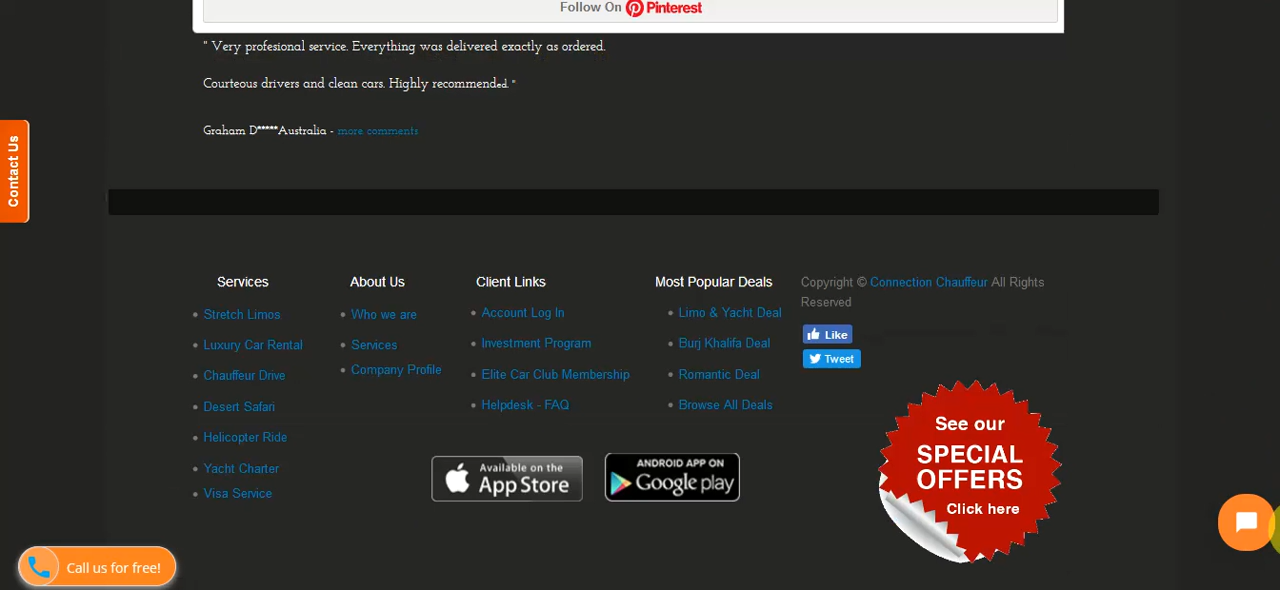 Follow On Pinterest
" Very profesional service. Everything was delivered exactly as ordered.
Courteous drivers and clean cars. Highly recommended. "
Graham D*****Australia - more comments
Contact Us
Services
Stretch Limos
Luxury Car Rental
Chauffeur Drive
Desert Safari
Helicopter Ride
Yacht Charter
Visa Service
About Us
Who we are
Services
Company Profile
Client Links
Account Log In
Investment Program
Elite Car Club Membership
Helpdesk - FAQ
Most Popular Deals
Limo & Yacht Deal
Burj Khalifa Deal
Romantic Deal
Browse All Deals
Copyright © Connection Chauffeur All Rights
Reserved
Like
Tweet
Available on the
App Store
ANDROID APP ON
Google play
See our
SPECIAL
OFFERS
Click here
Call us for free!